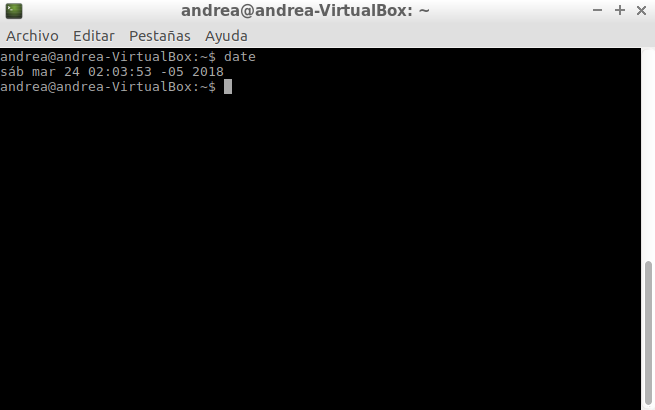 andrea@andrea-VirtualBox: ~
Archivo Editar Pestañas Ayuda
andrea@andrea-VirtualBox:~$ date
sáb mar 24 02:03:53 -05 2018
andrea@andrea-VirtualBox:~$